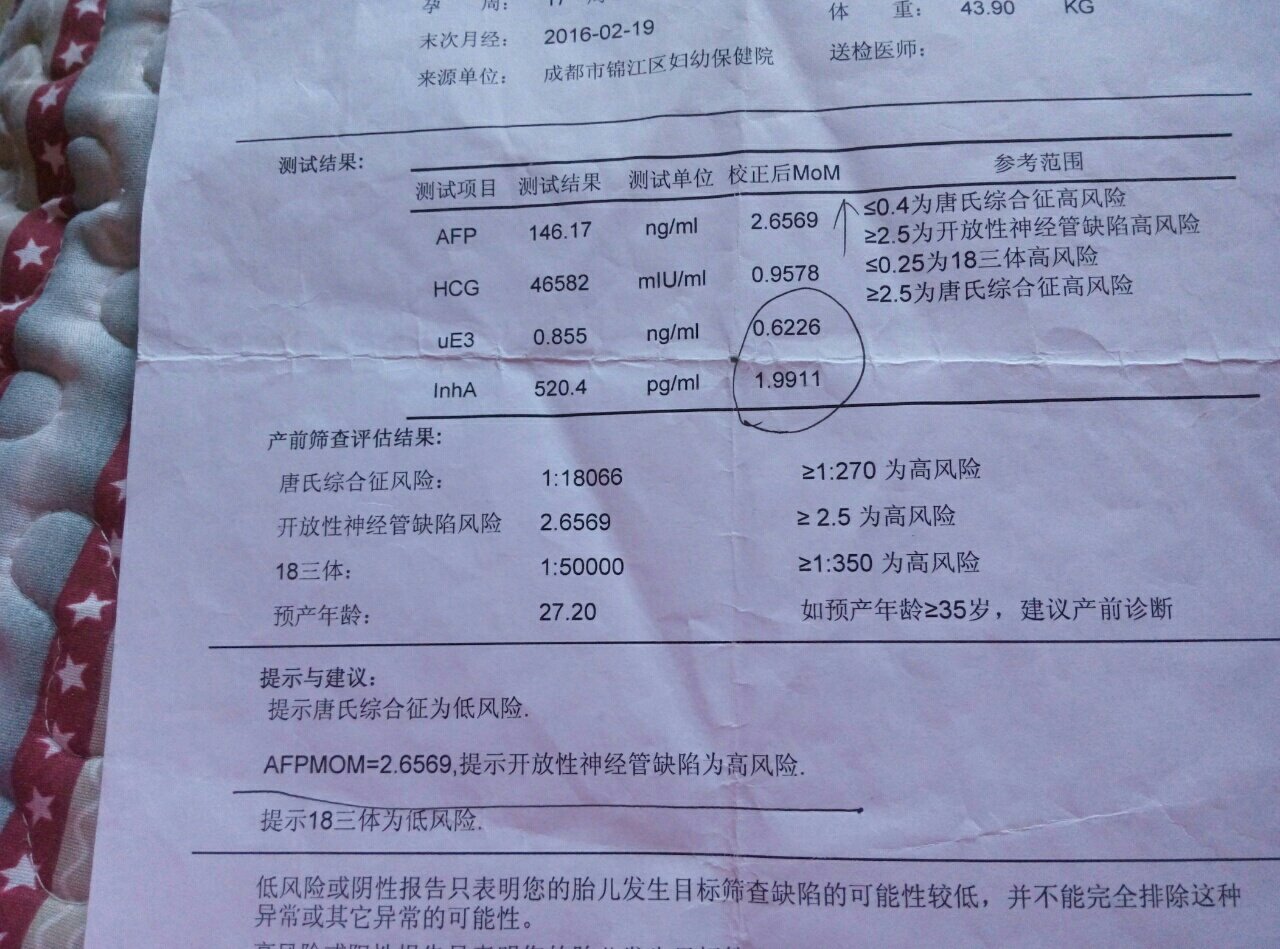 孕 周： 17 周 体 重： 43.90 KG
末次月经： 2016-02-19 送检医师：
来源单位： 成都市锦江区妇幼保健院
测试结果：
测试项目 测试结果 测试单位 校正后MoM 参考范围
AFP 146.17 ng/ml 2.6569 ↑ ≤0.4为唐氏综合征高风险
≥2.5为开放性神经管缺陷高风险
HCG 46582 mIU/ml 0.9578 ≤0.25为18三体高风险
≥2.5为唐氏综合征高风险
uE3 0.855 ng/ml 0.6226
InhA 520.4 pg/ml 1.9911
产前筛查评估结果：
唐氏综合征风险： 1:18066 ≥1:270 为高风险
开放性神经管缺陷风险 2.6569 ≥ 2.5 为高风险
18三体： 1:50000 ≥1:350 为高风险
预产年龄： 27.20 如预产年龄≥35岁，建议产前诊断
提示与建议：
提示唐氏综合征为低风险.
AFPMOM=2.6569,提示开放性神经管缺陷为高风险.
提示18三体为低风险.
低风险或阴性报告只表明您的胎儿发生目标筛查缺陷的可能性较低，并不能完全排除这种
异常或其它异常的可能性。